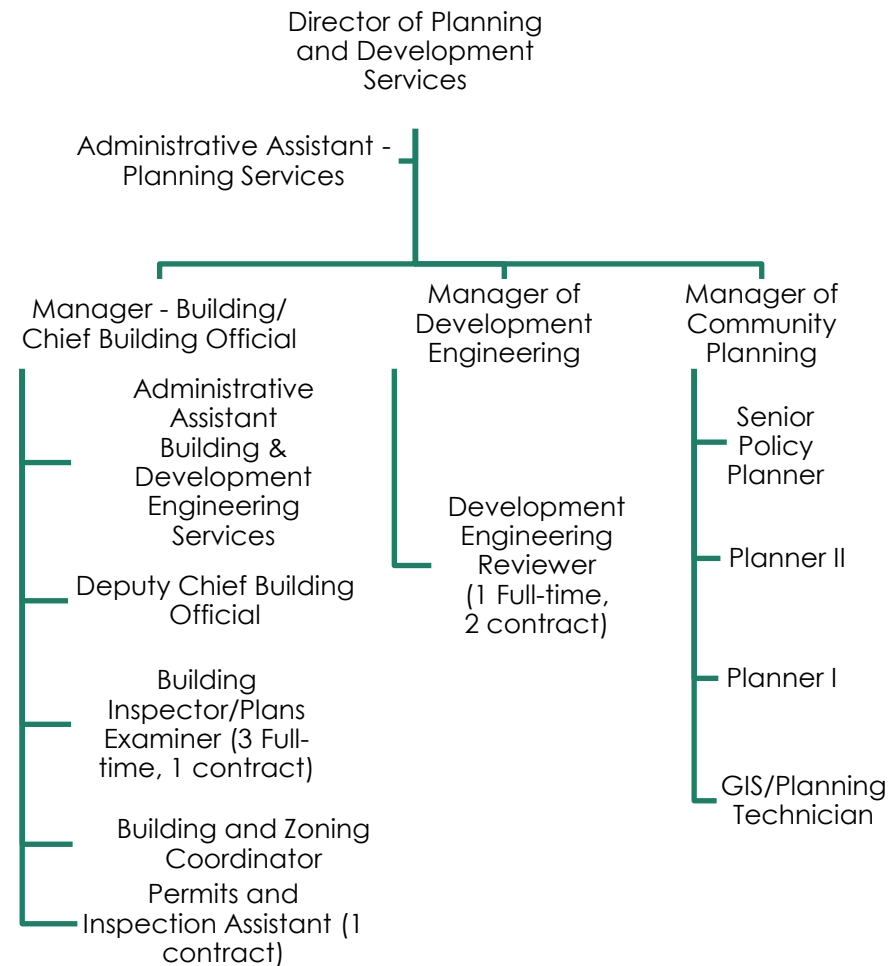 Director of Planning
and Development
Services
Administrative Assistant -
Planning Services
Manager - Building/
Chief Building Official
Administrative
Assistant
Building &
Development
Engineering
Services
Deputy Chief Building
Official
Building
Inspector/Plans
Examiner (3 Full-
time, 1 contract)
Building and Zoning
Coordinator
Permits and
Inspection Assistant (1
contract)
Manager of
Development
Engineering
Development
Engineering
Reviewer
(1 Full-time,
2 contract)
Manager of
Community
Planning
Senior
Policy
Planner
Planner II
Planner I
GIS/Planning
Technician